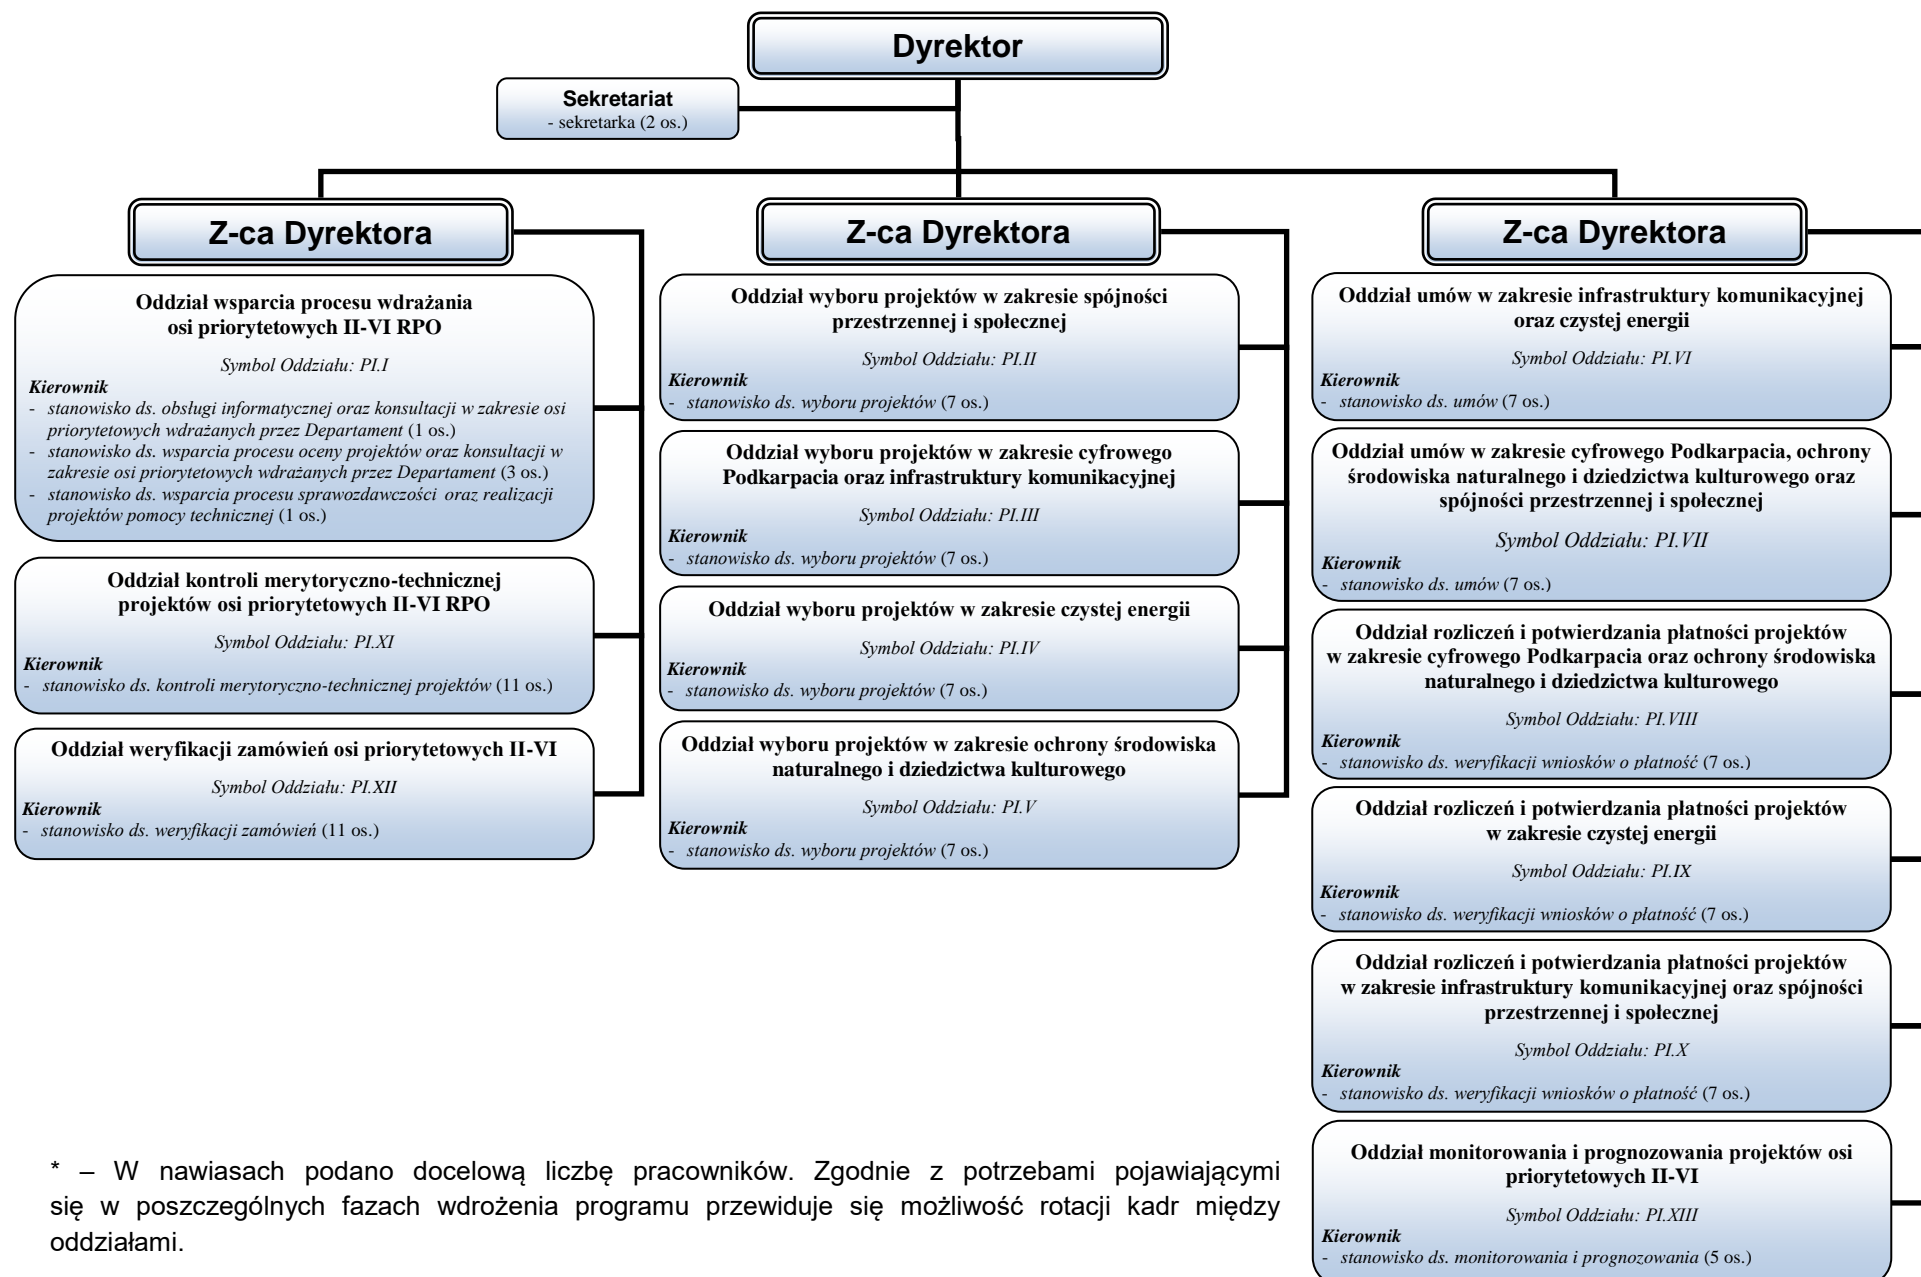 Dyrektor
Sekretariat
- sekretarka (2 os.)
Z-ca Dyrektora
Oddział wsparcia procesu wdrażania
osi priorytetowych II-VI RPO
Symbol Oddziału: PI.I
Kierownik
- stanowisko ds. obsługi informatycznej oraz konsultacji w zakresie osi
priorytetowych wdrażanych przez Departament (1 os.)
- stanowisko ds. wsparcia procesu oceny projektów oraz konsultacji w
zakresie osi priorytetowych wdrażanych przez Departament (3 os.)
- stanowisko ds. wsparcia procesu sprawozdawczości oraz realizacji
projektów pomocy technicznej (1 os.)
Oddział kontroli merytoryczno-technicznej
projektów osi priorytetowych II-VI RPO
Symbol Oddziału: PI.XI
Kierownik
- stanowisko ds. kontroli merytoryczno-technicznej projektów (11 os.)
Oddział weryfikacji zamówień osi priorytetowych II-VI
Symbol Oddziału: PI.XII
Kierownik
- stanowisko ds. weryfikacji zamówień (11 os.)
Z-ca Dyrektora
Oddział wyboru projektów w zakresie spójności
przestrzennej i społecznej
Symbol Oddziału: PI.II
Kierownik
- stanowisko ds. wyboru projektów (7 os.)
Oddział wyboru projektów w zakresie cyfrowego
Podkarpacia oraz infrastruktury komunikacyjnej
Symbol Oddziału: PI.III
Kierownik
- stanowisko ds. wyboru projektów (7 os.)
Oddział wyboru projektów w zakresie czystej energii
Symbol Oddziału: PI.IV
Kierownik
- stanowisko ds. wyboru projektów (7 os.)
Oddział wyboru projektów w zakresie ochrony środowiska
naturalnego i dziedzictwa kulturowego
Symbol Oddziału: PI.V
Kierownik
- stanowisko ds. wyboru projektów (7 os.)
Z-ca Dyrektora
Oddział umów w zakresie infrastruktury komunikacyjnej
oraz czystej energii
Symbol Oddziału: PI.VI
Kierownik
- stanowisko ds. umów (7 os.)
Oddział umów w zakresie cyfrowego Podkarpacia, ochrony
środowiska naturalnego i dziedzictwa kulturowego oraz
spójności przestrzennej i społecznej
Symbol Oddziału: PI.VII
Kierownik
- stanowisko ds. umów (7 os.)
Oddział rozliczeń i potwierdzania płatności projektów
w zakresie cyfrowego Podkarpacia oraz ochrony środowiska
naturalnego i dziedzictwa kulturowego
Symbol Oddziału: PI.VIII
Kierownik
- stanowisko ds. weryfikacji wniosków o płatność (7 os.)
Oddział rozliczeń i potwierdzania płatności projektów
w zakresie czystej energii
Symbol Oddziału: PI.IX
Kierownik
- stanowisko ds. weryfikacji wniosków o płatność (7 os.)
Oddział rozliczeń i potwierdzania płatności projektów
w zakresie infrastruktury komunikacyjnej oraz spójności
przestrzennej i społecznej
Symbol Oddziału: PI.X
Kierownik
- stanowisko ds. weryfikacji wniosków o płatność (7 os.)
Oddział monitorowania i prognozowania projektów osi
priorytetowych II-VI
Symbol Oddziału: PI.XIII
Kierownik
- stanowisko ds. monitorowania i prognozowania (5 os.)
* – W nawiasach podano docelową liczbę pracowników. Zgodnie z potrzebami pojawiającymi
się w poszczególnych fazach wdrożenia programu przewiduje się możliwość rotacji kadr między
oddziałami.